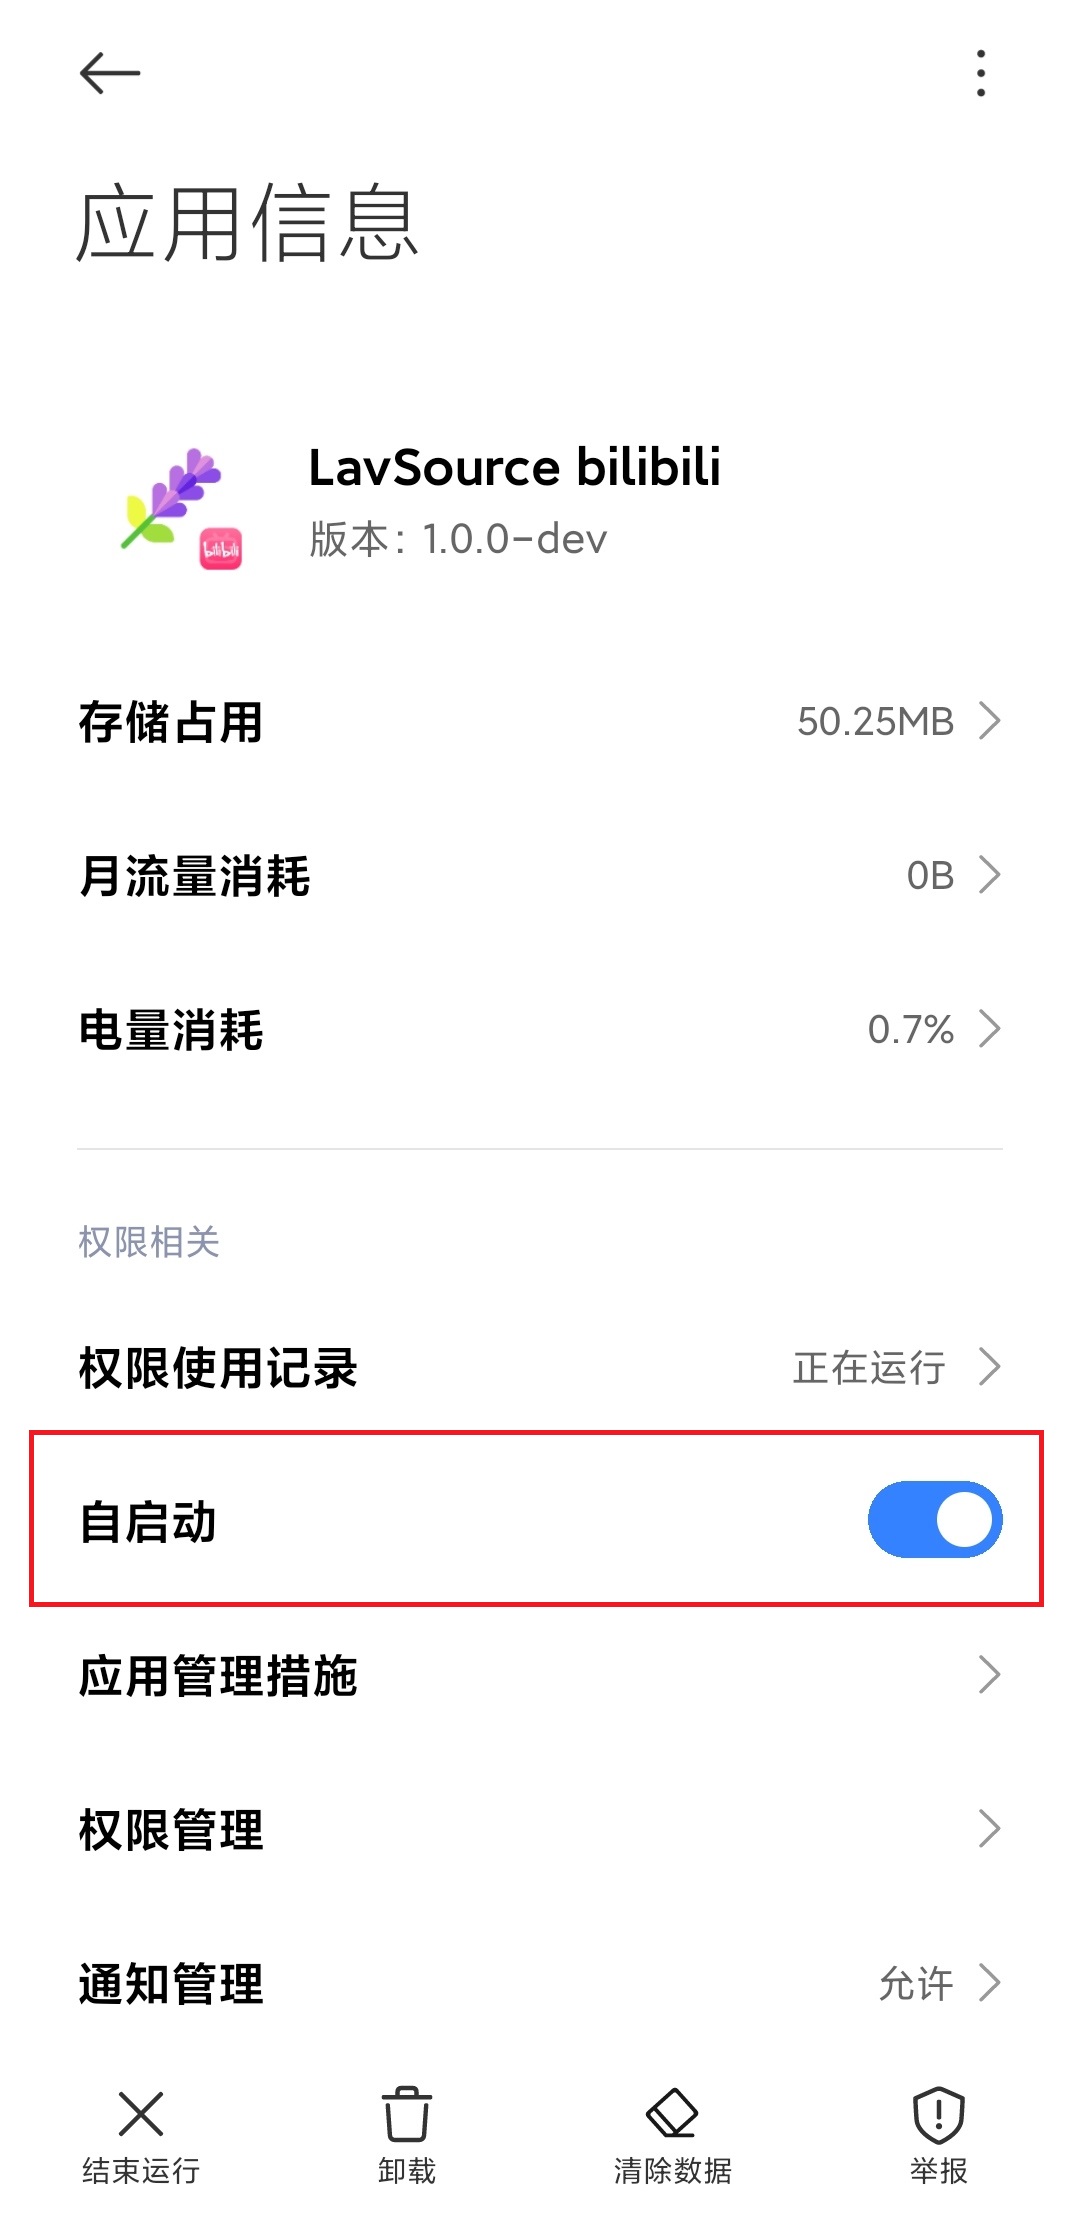 应用信息
LavSource bilibili
版本：1.0.0-dev
bilibili
存储占用 50.25MB
月流量消耗 0B
电量消耗 0.7%
权限相关
权限使用记录 正在运行
自启动
应用管理措施
权限管理
通知管理 允许
结束运行 卸载 清除数据 举报